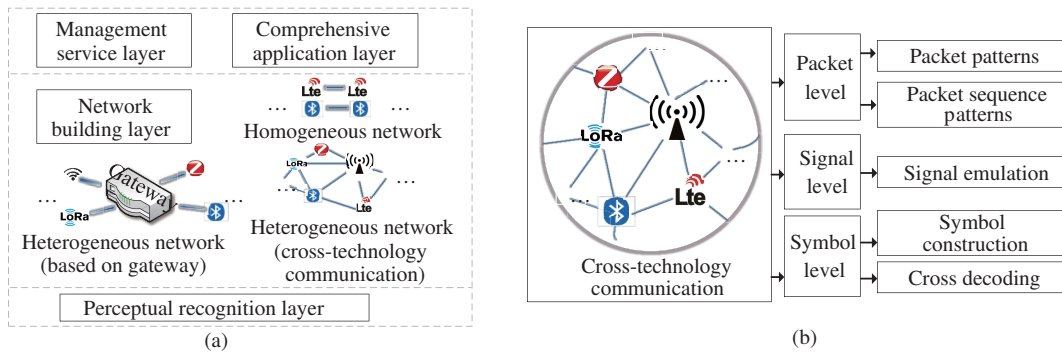 Management
service layer
Comprehensive
application layer
Network
building layer
Lte
Lte
...
...
Homogeneous network
Gateway
LoRa
...
...
Heterogeneous network
(based on gateway)
Z
LoRa
Lte
...
...
Heterogeneous network
(cross-technology
communication)
Perceptual recognition layer
(a)
...
Z
...
LoRa
...
Lte
...
Cross-technology
communication
Packet
level
Packet patterns
Packet sequence
patterns
Signal
level
Signal emulation
Symbol
level
Symbol
construction
Cross decoding
(b)